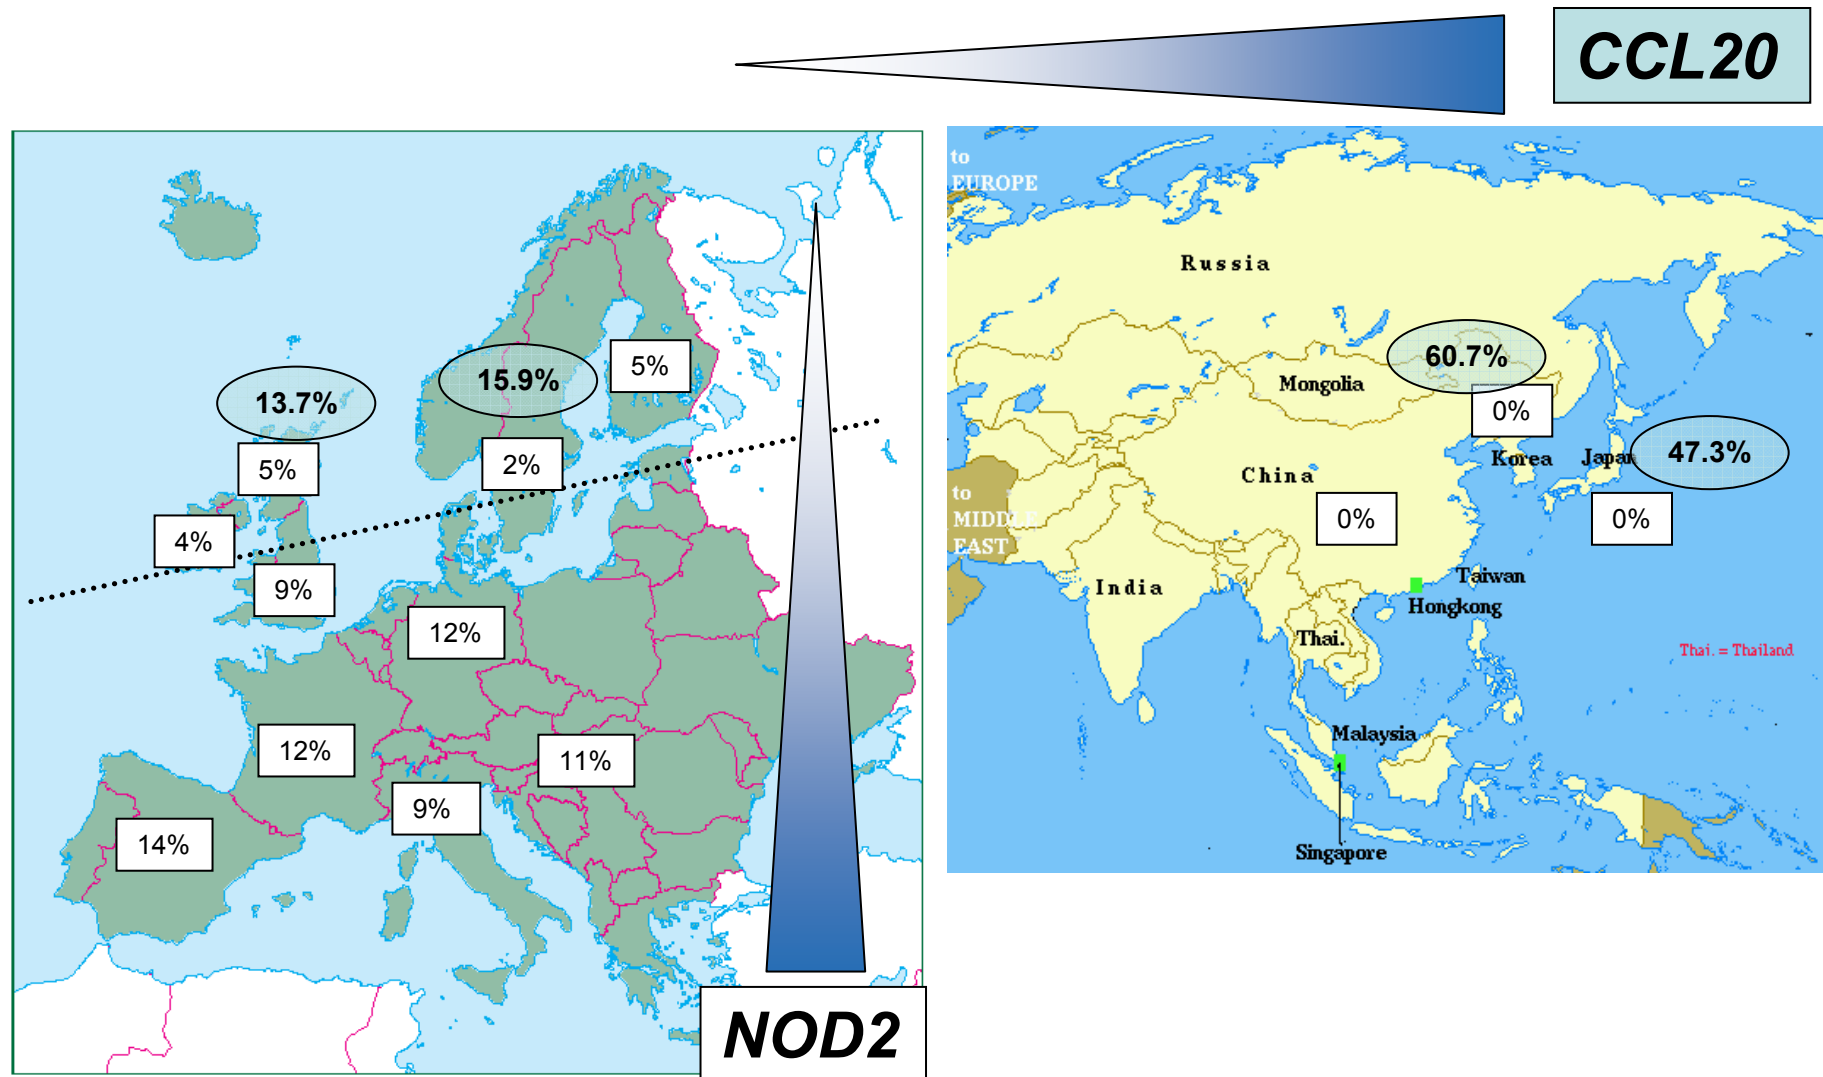 CCL20
to
EUROPE
Russia
60.7%
Mongolia
0%
Korea
Japan
47.3%
China
to
MIDDLE
EAST
0%
0%
India
Taiwan
Hongkong
Thai.
Thai. = Thailand
Malaysia
Singapore
13.7%
15.9%
5%
5%
2%
4%
9%
12%
12%
11%
9%
14%
NOD2